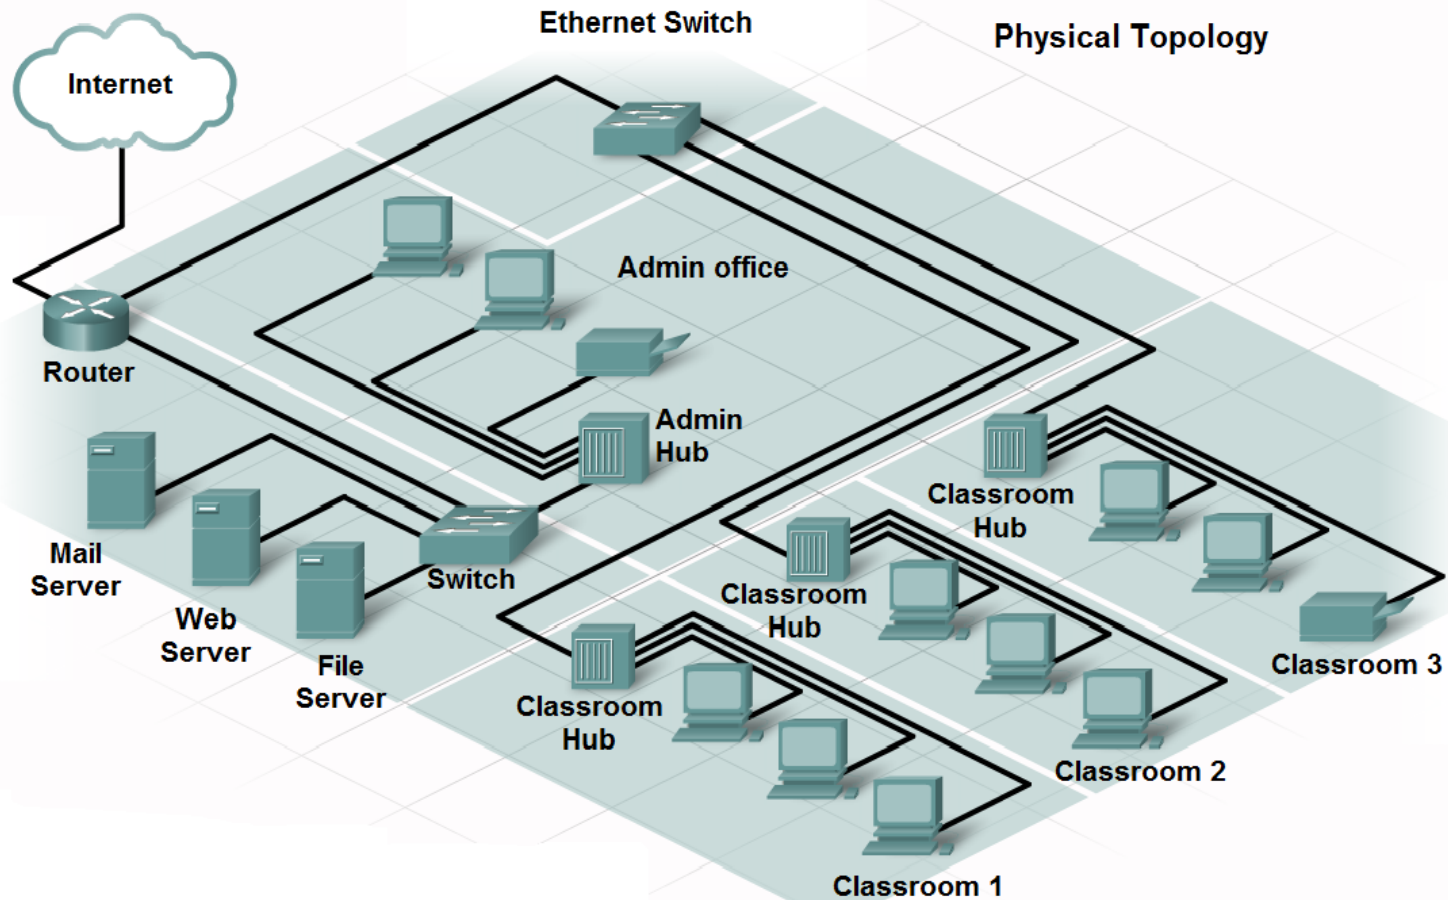 Ethernet Switch
Physical Topology
Internet
Admin office
Router
Admin
Hub
Classroom
Hub
Mail
Server
Switch
Classroom
Hub
Web
Server
File
Server
Classroom 3
Classroom
Hub
Classroom 2
Classroom 1